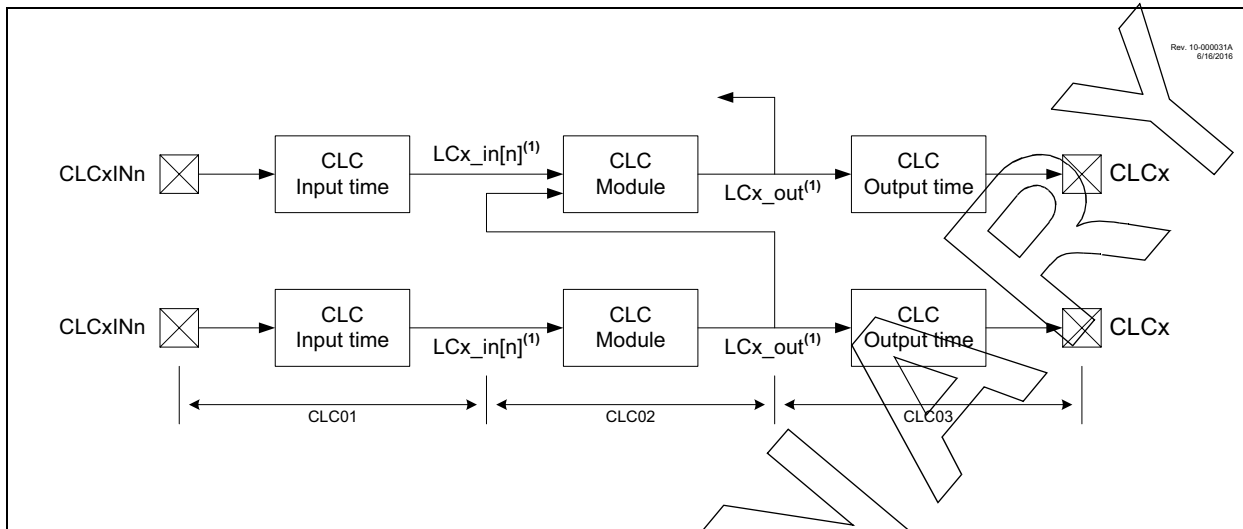 Rev. 10-000031A
6/16/2016
CLCxINn
CLC
Input time
LCx_in[n](1)
CLC
Module
LCx_out(1)
CLC
Output time
CLCx
CLCxINn
CLC
Input time
LCx_in[n](1)
CLC
Module
LCx_out(1)
CLC
Output time
CLCx
CLC01
CLC02
CLC03
ARY